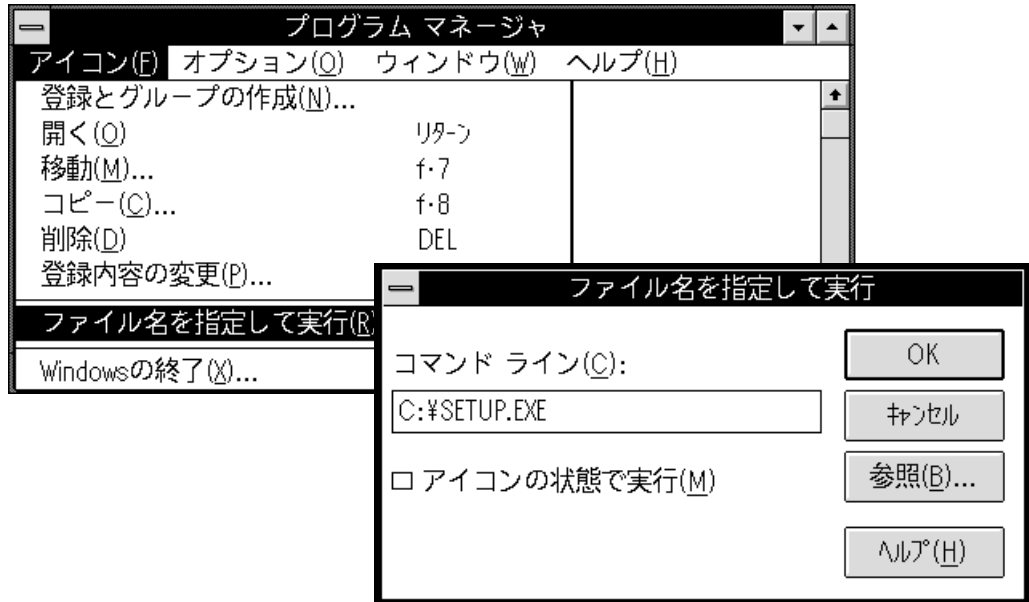 プログラム マネージャ
アイコン(F) オプション(O) ウィンドウ(W) ヘルプ(H)
登録とグループの作成(N)...
開く(O) ﾘﾀｰﾝ
移動(M)... f·7
コピー(C)... f·8
削除(D) DEL
登録内容の変更(P)...
ファイル名を指定して実行(R)
Windowsの終了(X)...
ファイル名を指定して実行
コマンド ライン(C):
C:¥SETUP.EXE
アイコンの状態で実行(M)
OK
ｷｬﾝｾﾙ
参照(B)...
ﾍﾙﾌﾟ(H)